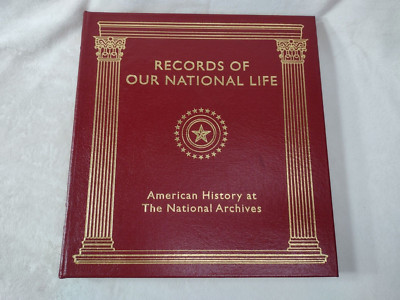 RECORDS OF
OUR NATIONAL LIFE
American History at
The National Archives